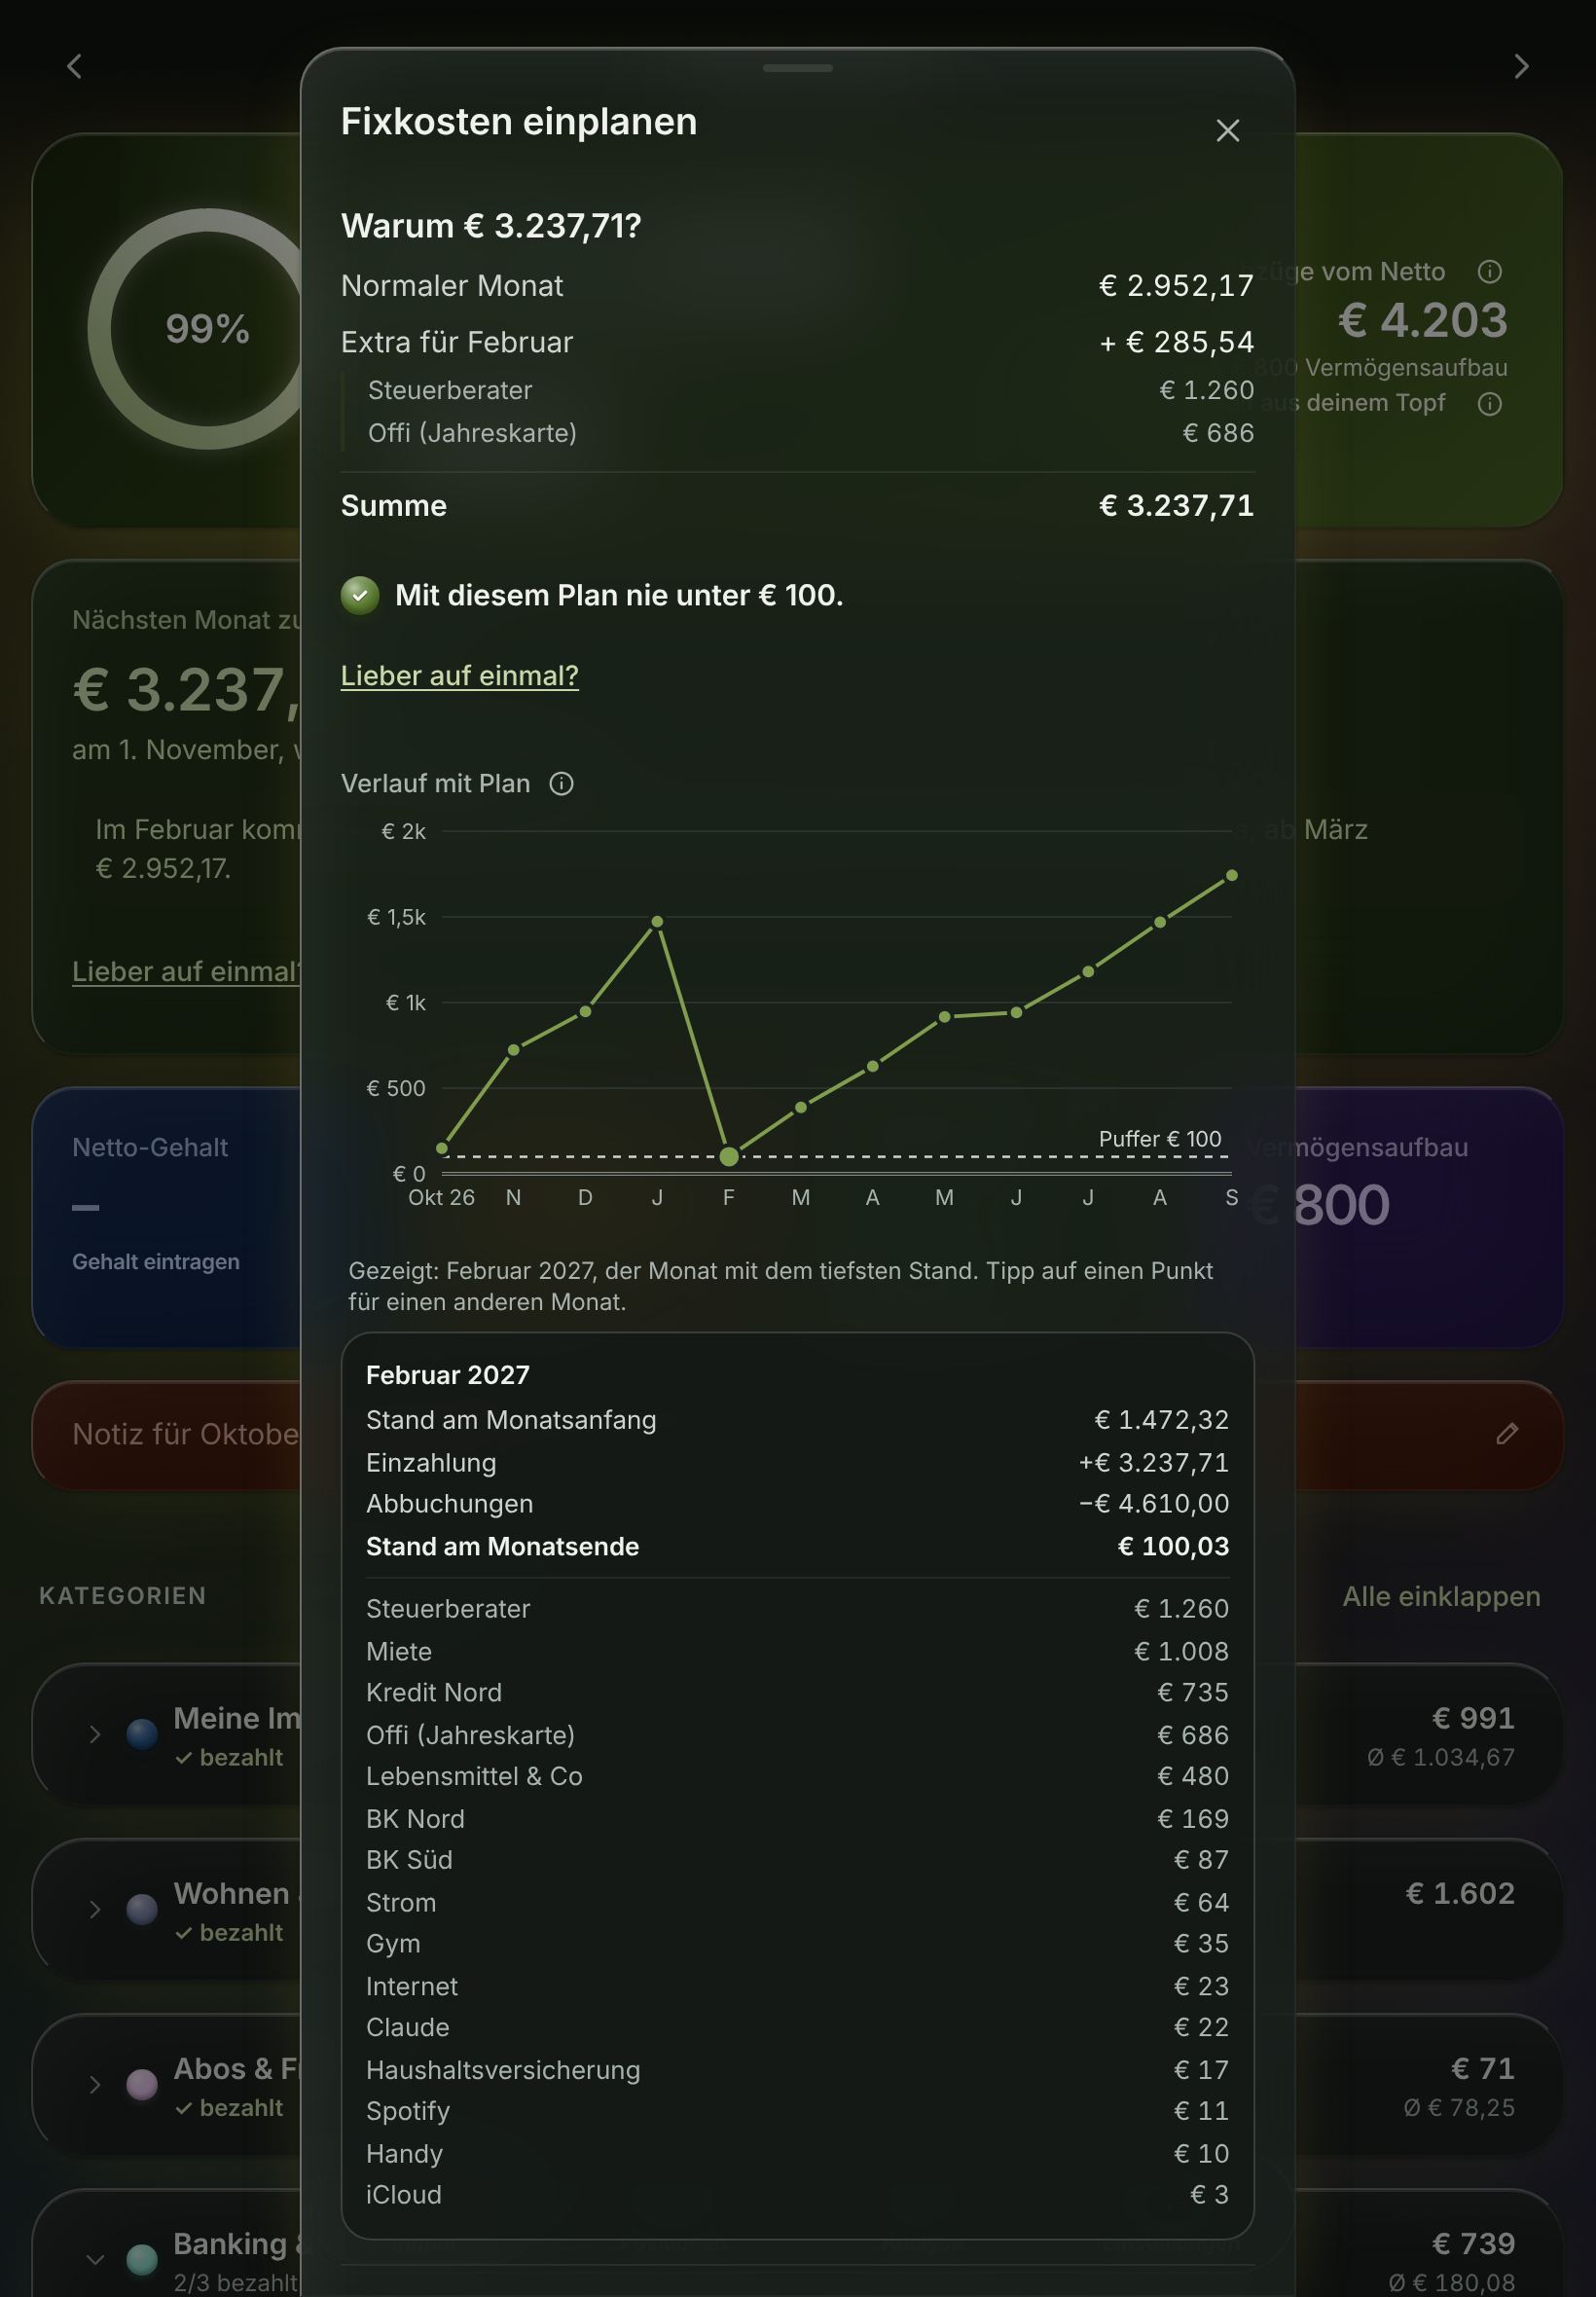 Fixkosten einplanen
Warum € 3.237,71?
Normaler Monat € 2.952,17
Extra für Februar + € 285,54
Steuerberater € 1.260
Offi (Jahreskarte) € 686
Summe € 3.237,71
Mit diesem Plan nie unter € 100.
Lieber auf einmal?
Verlauf mit Plan
€ 2k
€ 1,5k
€ 1k
€ 500
€ 0
Puffer € 100
Okt 26 N D J F M A M J J A S
Gezeigt: Februar 2027, der Monat mit dem tiefsten Stand. Tipp auf einen Punkt
für einen anderen Monat.
Februar 2027
Stand am Monatsanfang € 1.472,32
Einzahlung +€ 3.237,71
Abbuchungen −€ 4.610,00
Stand am Monatsende € 100,03
Steuerberater € 1.260
Miete € 1.008
Kredit Nord € 735
Offi (Jahreskarte) € 686
Lebensmittel & Co € 480
BK Nord € 169
BK Süd € 87
Strom € 64
Gym € 35
Internet € 23
Claude € 22
Haushaltsversicherung € 17
Spotify € 11
Handy € 10
iCloud € 3
99%
vom Netto
€ 4.203
800 Vermögensaufbau
aus deinem Topf
Nächsten Monat
€ 3.237,
am 1. November,
Im Februar
ab März
€ 2.952,17.
Lieber auf einmal?
Netto-Gehalt
–
Gehalt eintragen
Vermögensaufbau
€ 800
Notiz für
KATEGORIEN
Alle einklappen
Meine
✓ bezahlt
€ 991
Ø € 1.034,67
Wohnen
✓ bezahlt
€ 1.602
Abos &
✓ bezahlt
€ 71
Ø € 78,25
Banking &
2/3 bezahlt
€ 739
Ø € 180,08